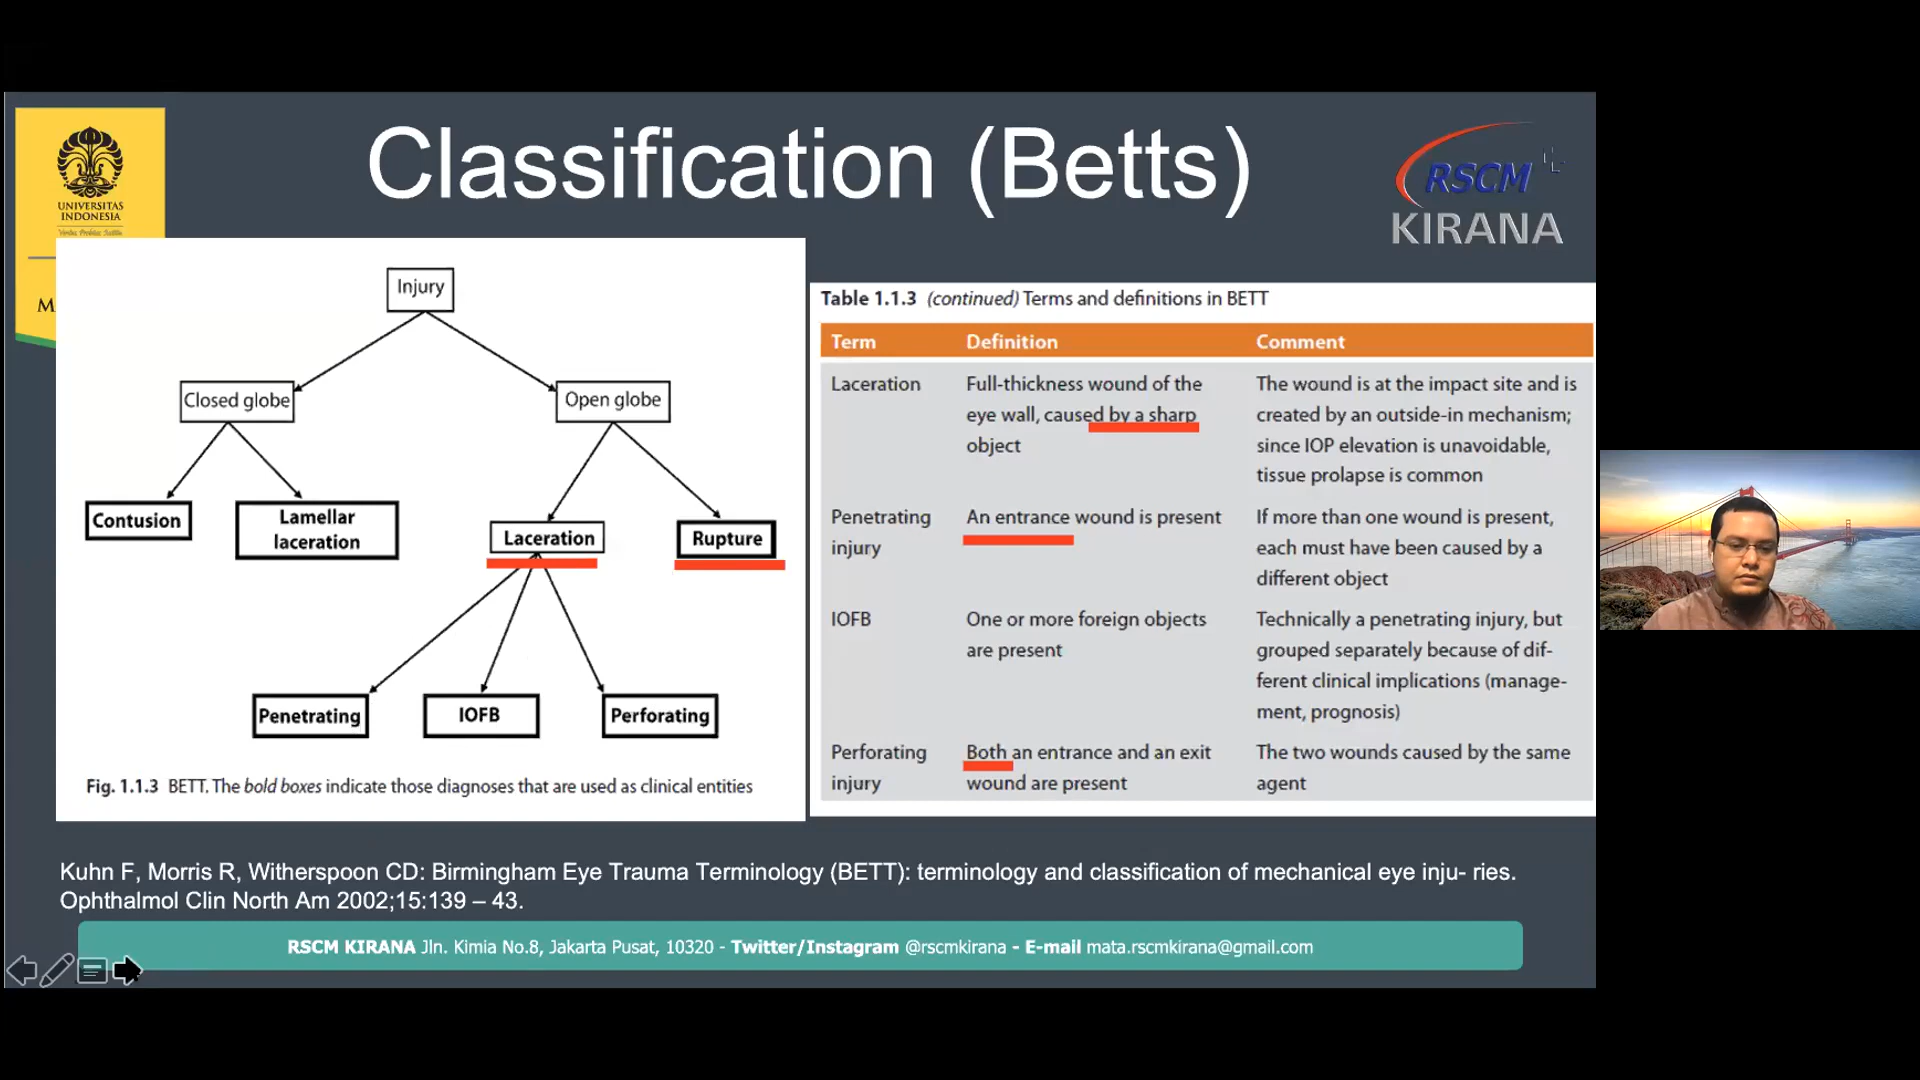 Classification (Betts)
UNIVERSITAS
INDONESIA
RSCM
KIRANA
Injury
Closed globe
Open globe
Contusion
Lamellar
laceration
Laceration
Rupture
Penetrating
IOFB
Perforating
Fig. 1.1.3 BETT. The bold boxes indicate those diagnoses that are used as clinical entities
Table 1.1.3 (continued) Terms and definitions in BETT
Term Definition Comment
Laceration Full-thickness wound of the The wound is at the impact site and is
eye wall, caused by a sharp created by an outside-in mechanism;
object since IOP elevation is unavoidable,
tissue prolapse is common
Penetrating An entrance wound is present If more than one wound is present,
injury each must have been caused by a
different object
IOFB One or more foreign objects Technically a penetrating injury, but
are present grouped separately because of dif-
ferent clinical implications (manage-
ment, prognosis)
Perforating Both an entrance and an exit The two wounds caused by the same
injury wound are present agent
Kuhn F, Morris R, Witherspoon CD: Birmingham Eye Trauma Terminology (BETT): terminology and classification of mechanical eye inju- ries.
Ophthalmol Clin North Am 2002;15:139 – 43.
RSCM KIRANA Jln. Kimia No.8, Jakarta Pusat, 10320 - Twitter/Instagram @rscmkirana - E-mail mata.rscmkirana@gmail.com